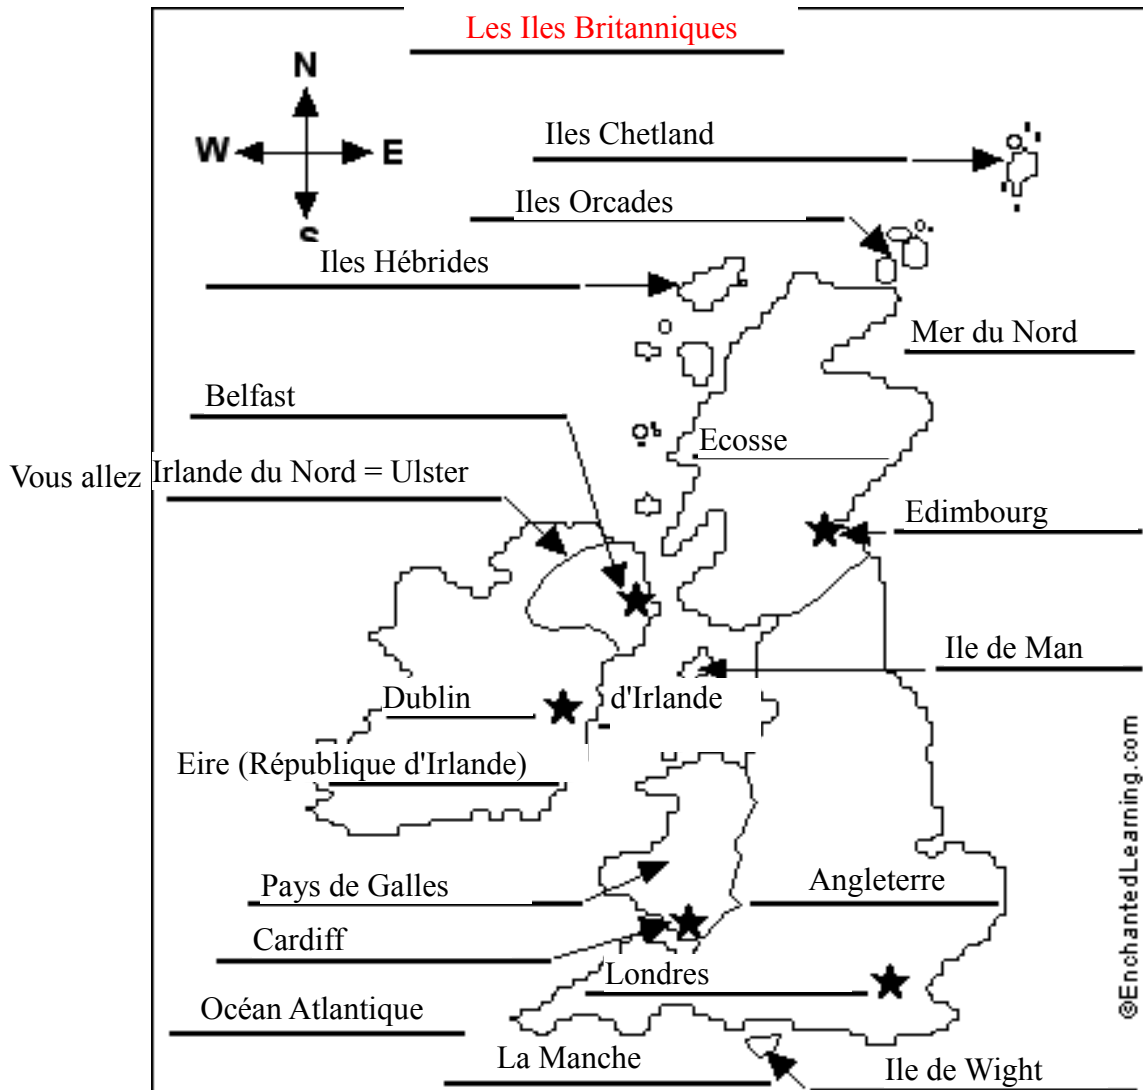 Les Iles Britanniques
N
W E
S
Iles Chetland
Iles Orcades
Iles Hébrides
Mer du Nord
Belfast
Ecosse
Vous allez
Irlande du Nord = Ulster
Edimbourg
Ile de Man
Dublin
d'Irlande
Eire (République d'Irlande)
Pays de Galles
Angleterre
Cardiff
Londres
Océan Atlantique
La Manche
Ile de Wight
©EnchantedLearning.com